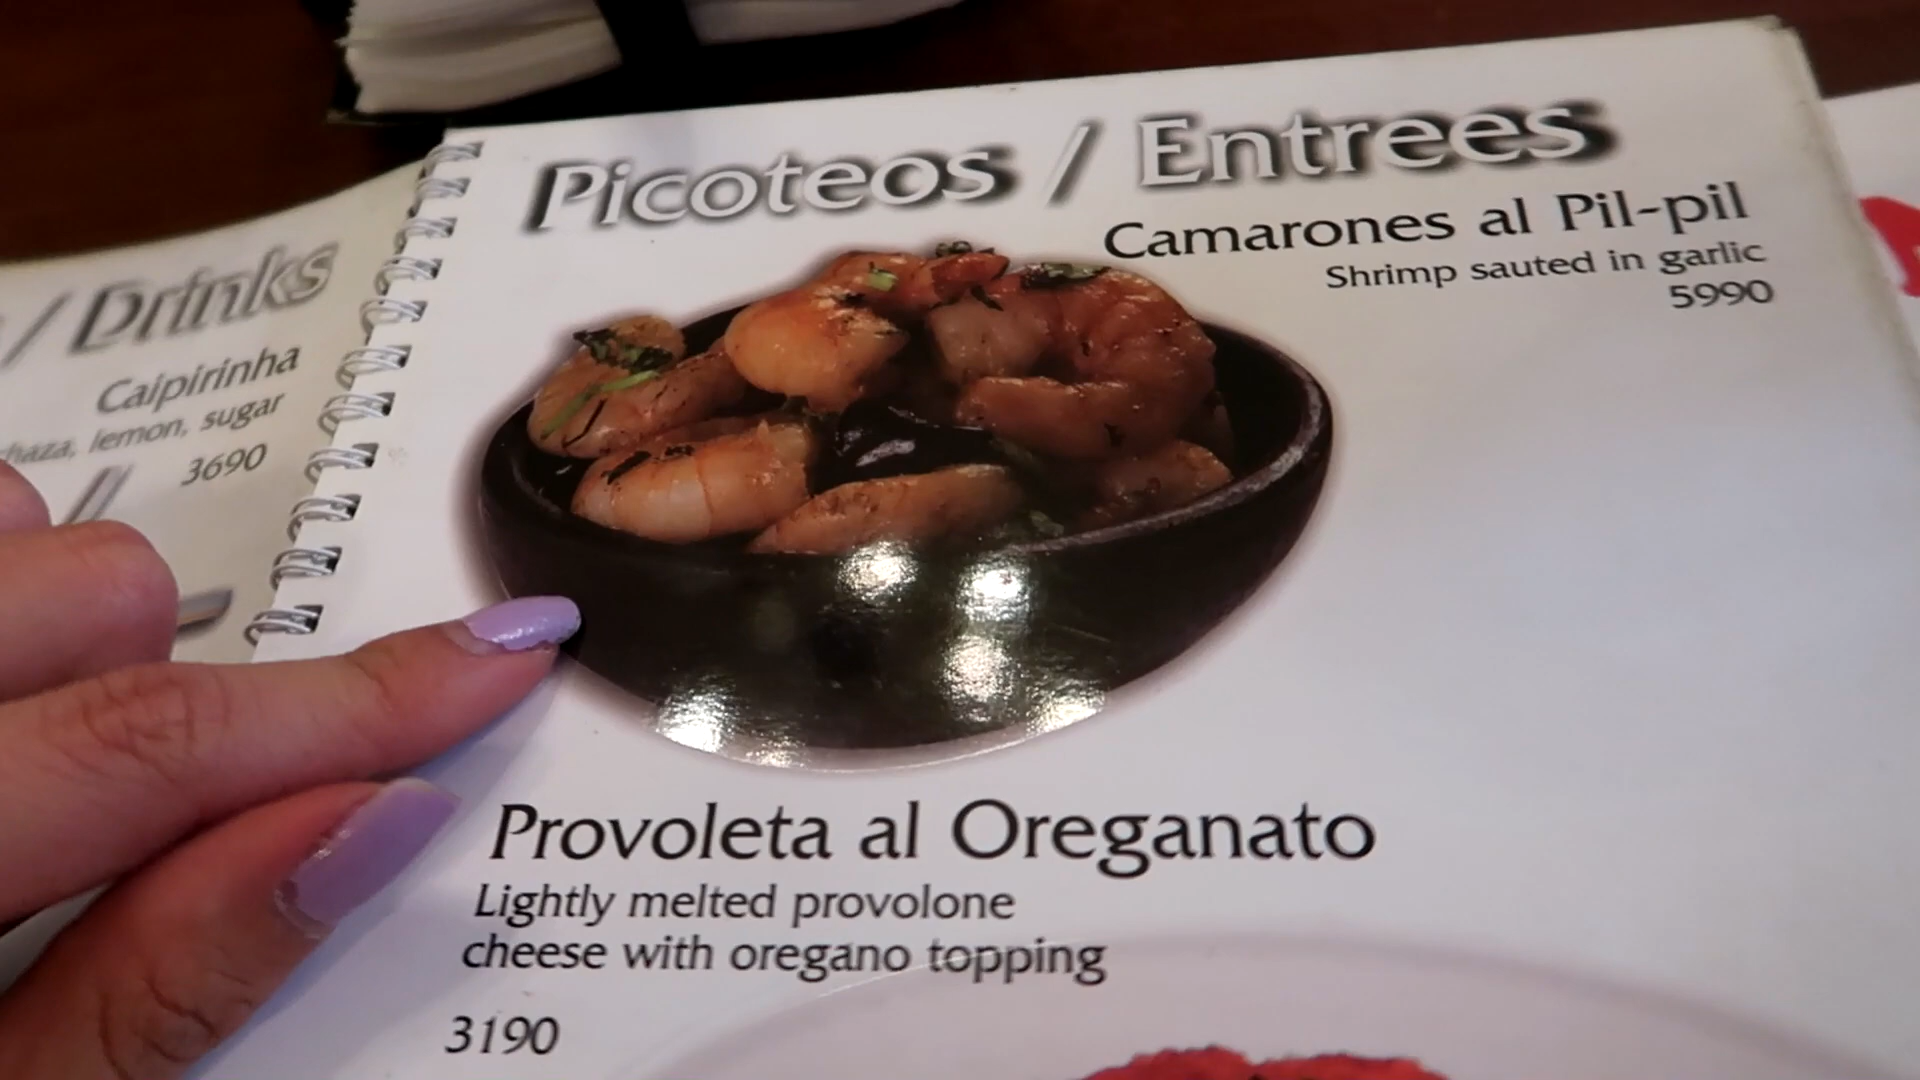 / Drinks
Caipirinha
lemon, sugar
3690
Picoteos / Entrees
Camarones al Pil-pil
Shrimp sauted in garlic
5990
Provoleta al Oreganato
Lightly melted provolone
cheese with oregano topping
3190